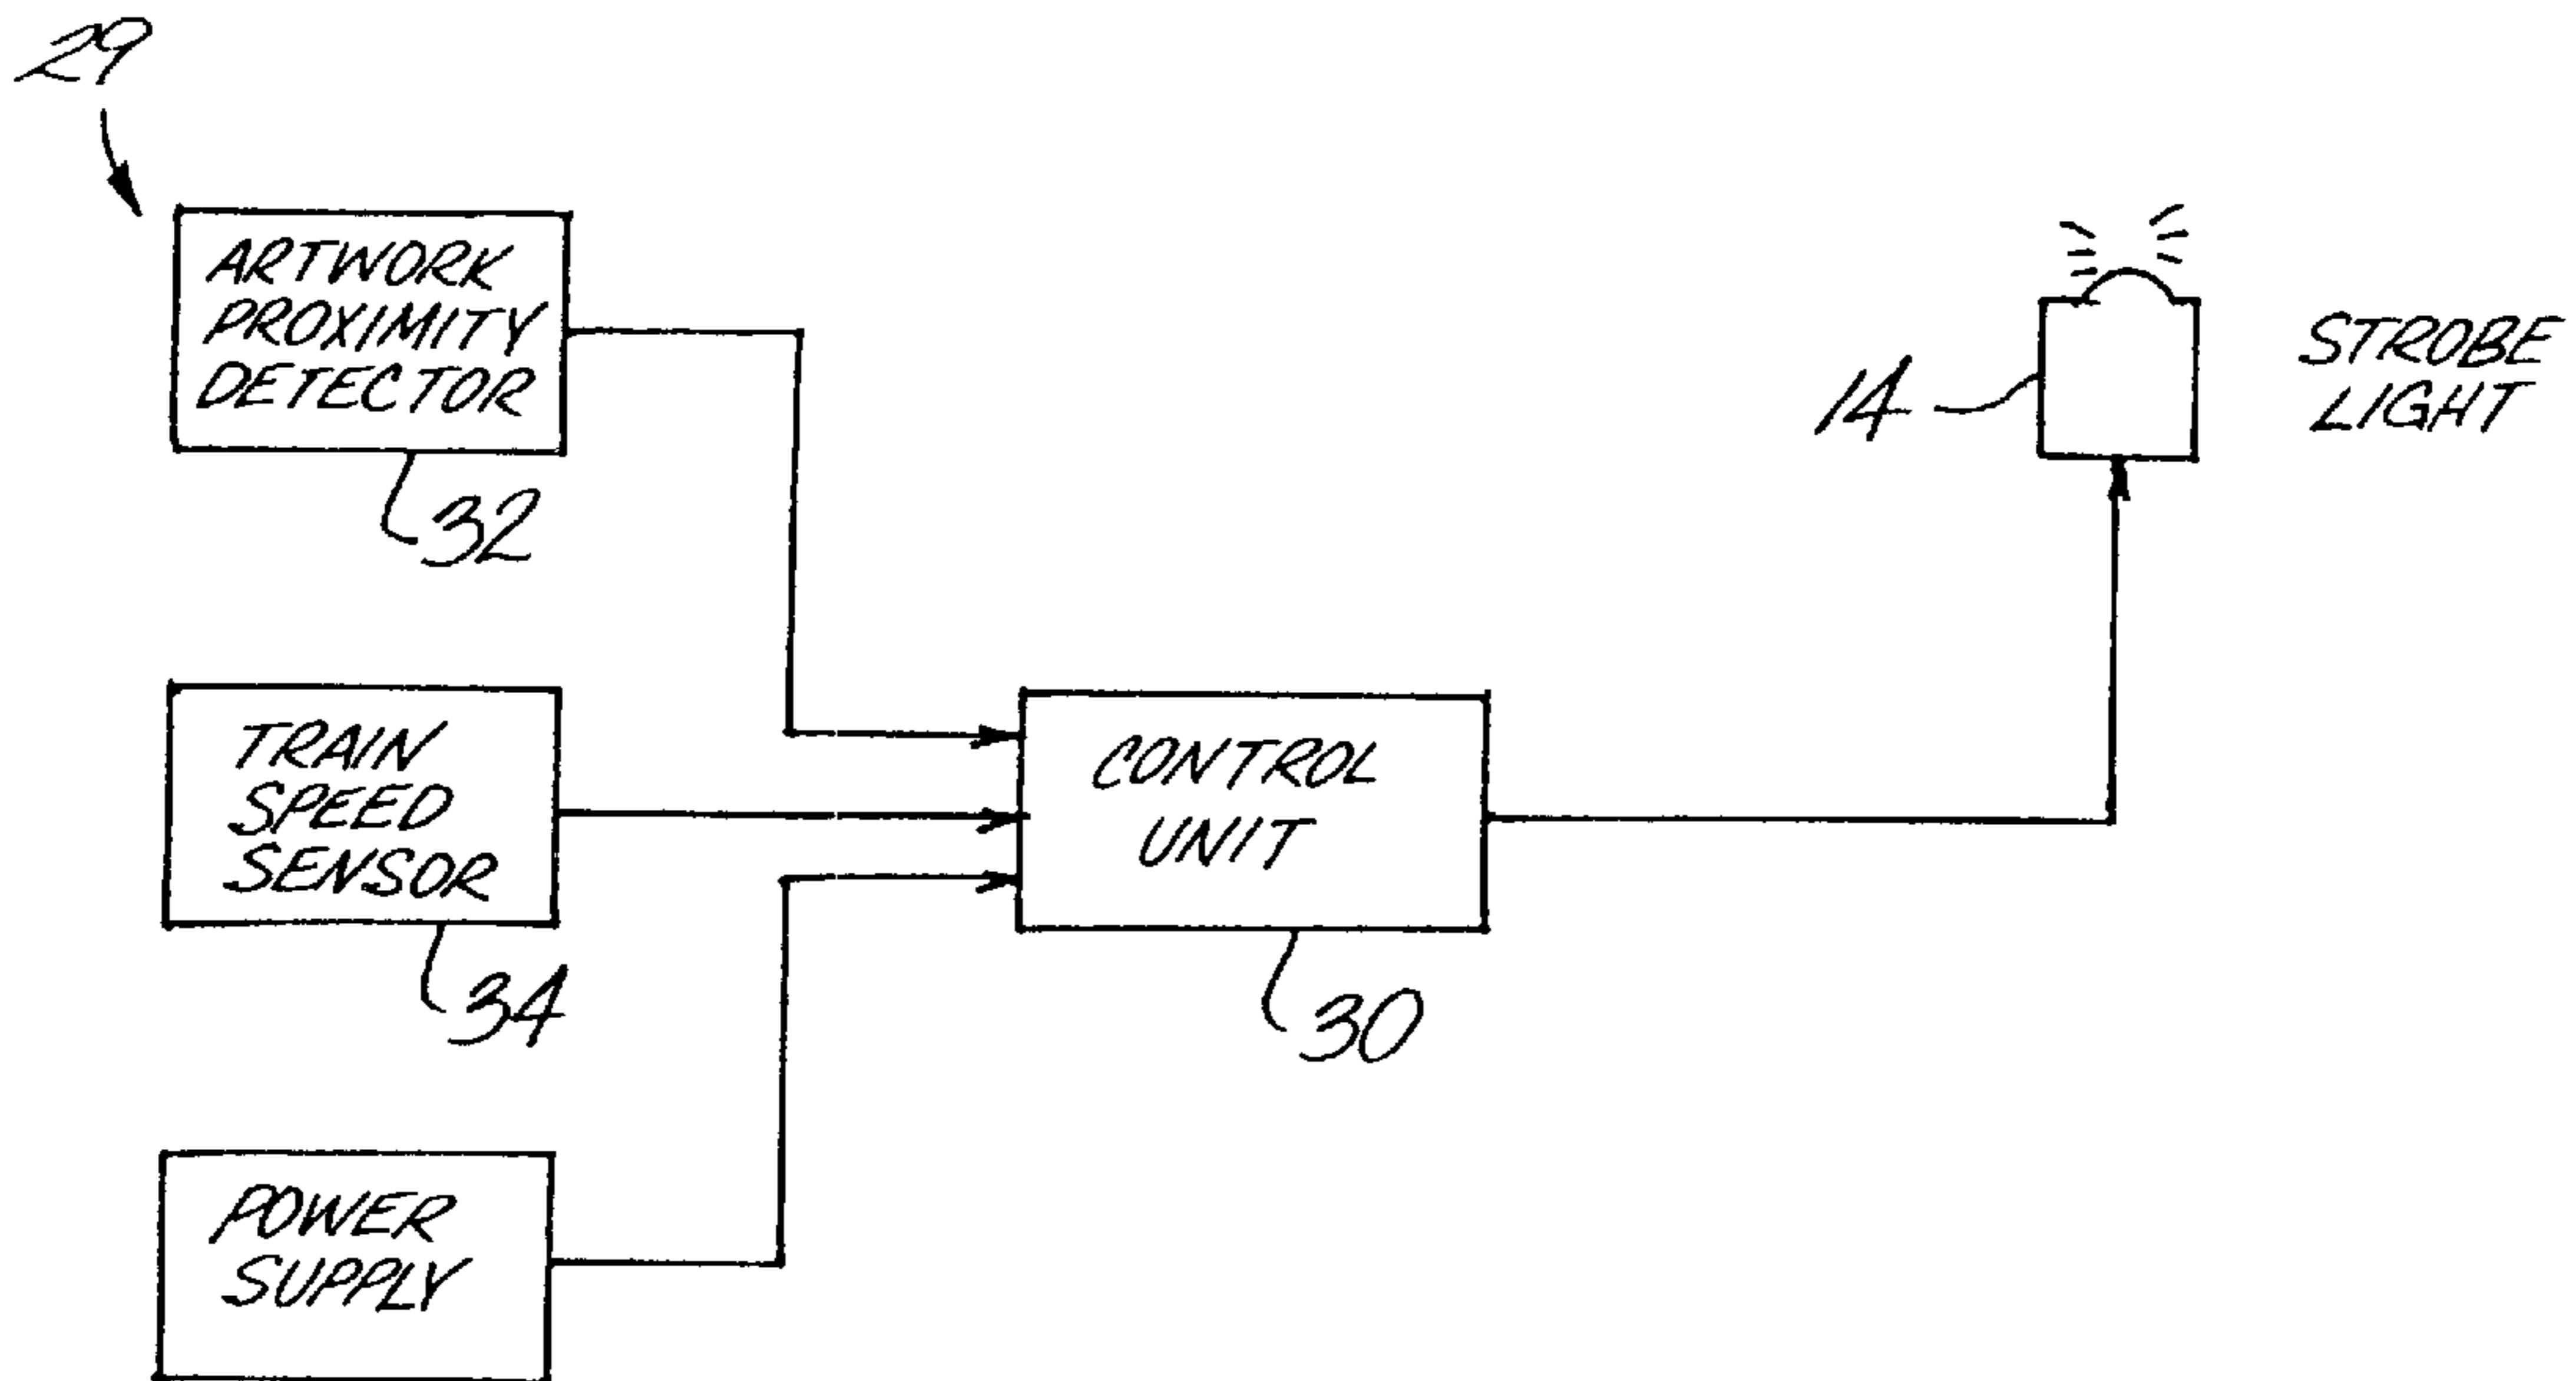 29
ARTWORK
PROXIMITY
DETECTOR
32
14
STROBE
LIGHT
TRAIN
SPEED
SENSOR
34
CONTROL
UNIT
30
POWER
SUPPLY